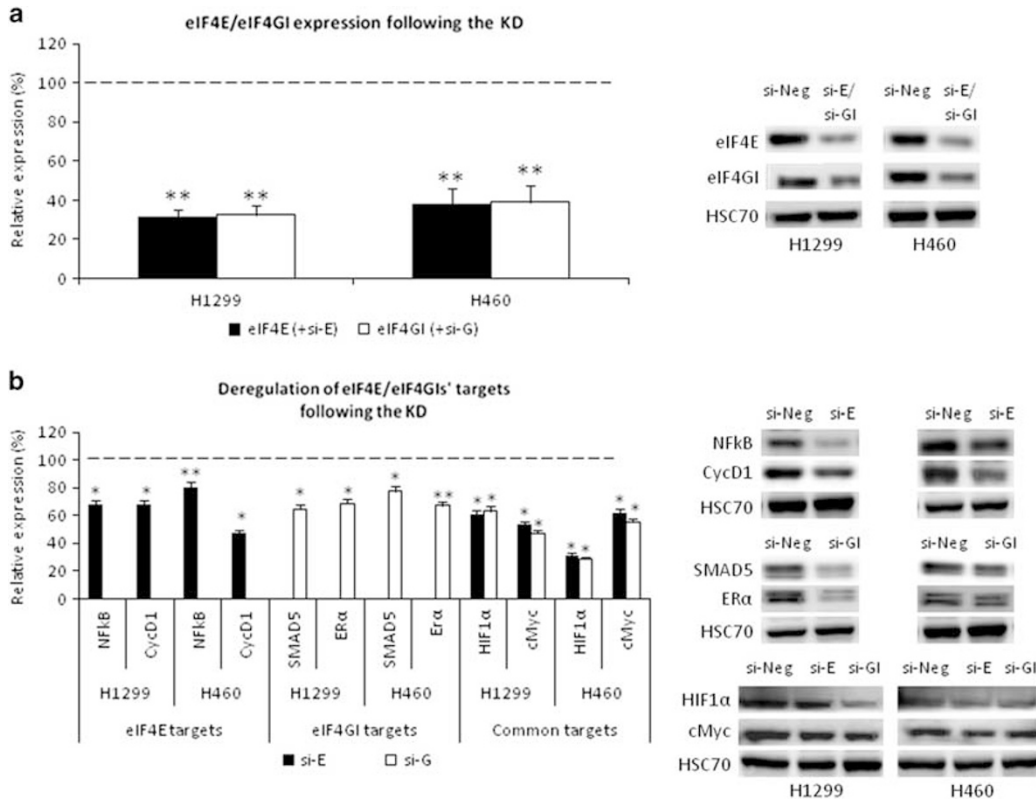 a
eIF4E/eIF4GI expression following the KD
Relative expression (%)
120
100
80
60
40
20
0
** ** ** **
H1299 H460
eIF4E (+si-E) eIF4GI (+si-G)
si-Neg si-E/ si-Neg si-E/
si-GI si-GI
eIF4E
eIF4GI
HSC70
H1299 H460
b
Deregulation of eIF4E/eIF4GIs' targets
following the KD
Relative expression (%)
120
100
80
60
40
20
0
* * ** * * * * ** * * * * * * * *
NFkB CycD1 NFkB CycD1 SMAD5 ERα SMAD5 Erα HIF1α cMyc HIF1α cMyc
H1299 H460 H1299 H460 H1299 H460
eIF4E targets eIF4GI targets Common targets
si-E si-G
si-Neg si-E si-Neg si-E
NFkB
CycD1
HSC70
si-Neg si-GI si-Neg si-GI
SMAD5
ERα
HSC70
si-Neg si-E si-GI si-Neg si-E si-GI
HIF1α
cMyc
HSC70
H1299 H460